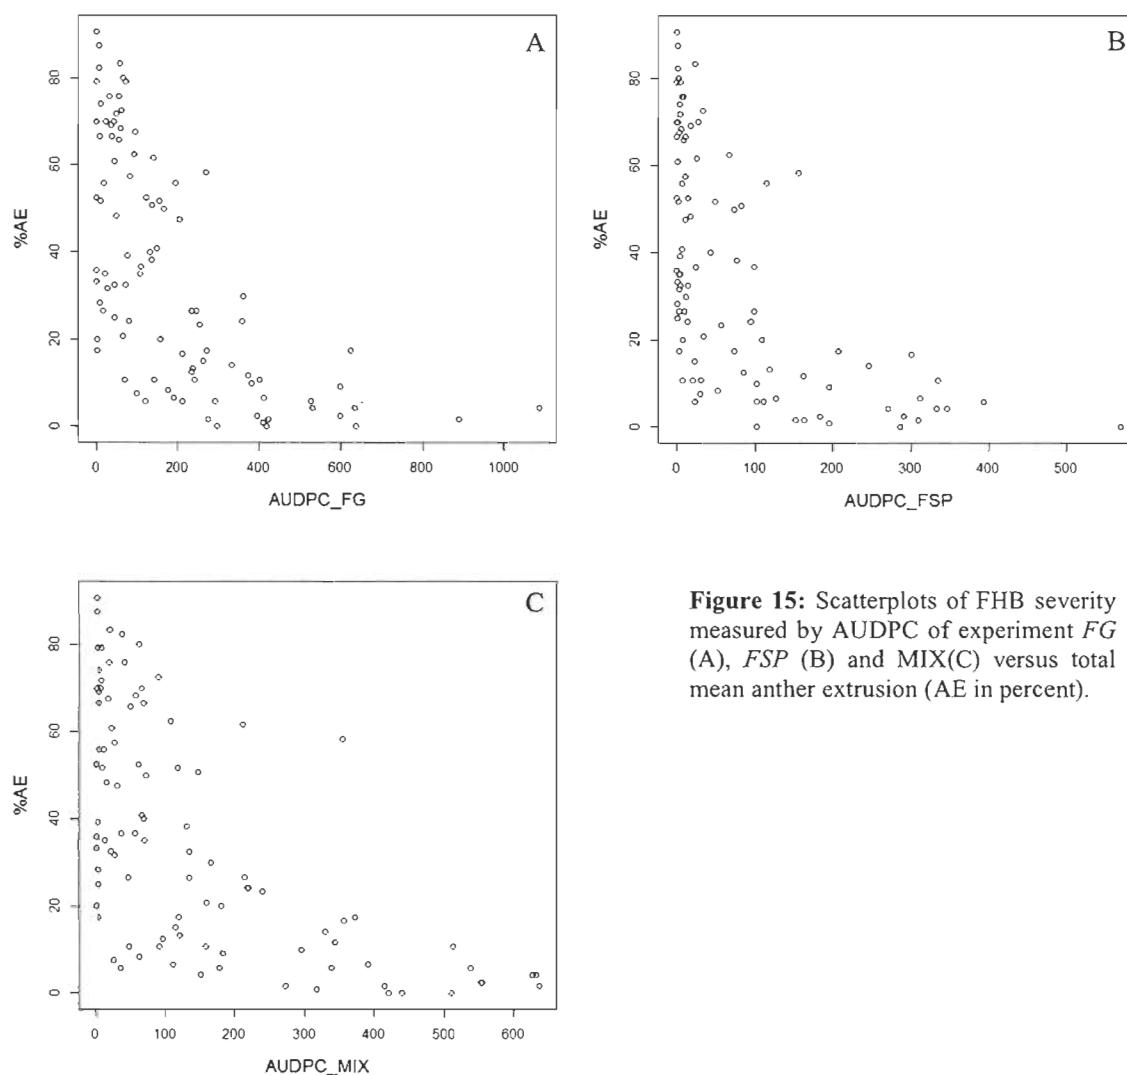 A
%AE
80
60
40
20
0
0 200 400 600 800 1000
AUDPC_FG
B
%AE
80
60
40
20
0
0 100 200 300 400 500
AUDPC_FSP
C
%AE
80
60
40
20
0
0 100 200 300 400 500 600
AUDPC_MIX
Figure 15: Scatterplots of FHB severity
measured by AUDPC of experiment FG
(A), FSP (B) and MIX(C) versus total
mean anther extrusion (AE in percent).